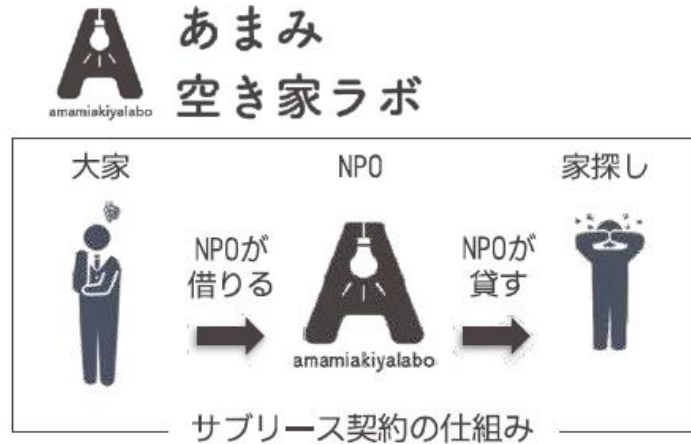 あまみ
空き家ラボ
amamiakiyalabo
大家
NPO
家探し
NPOが
借りる
NPOが
貸す
amamiakiyalabo
サブリース契約の仕組み